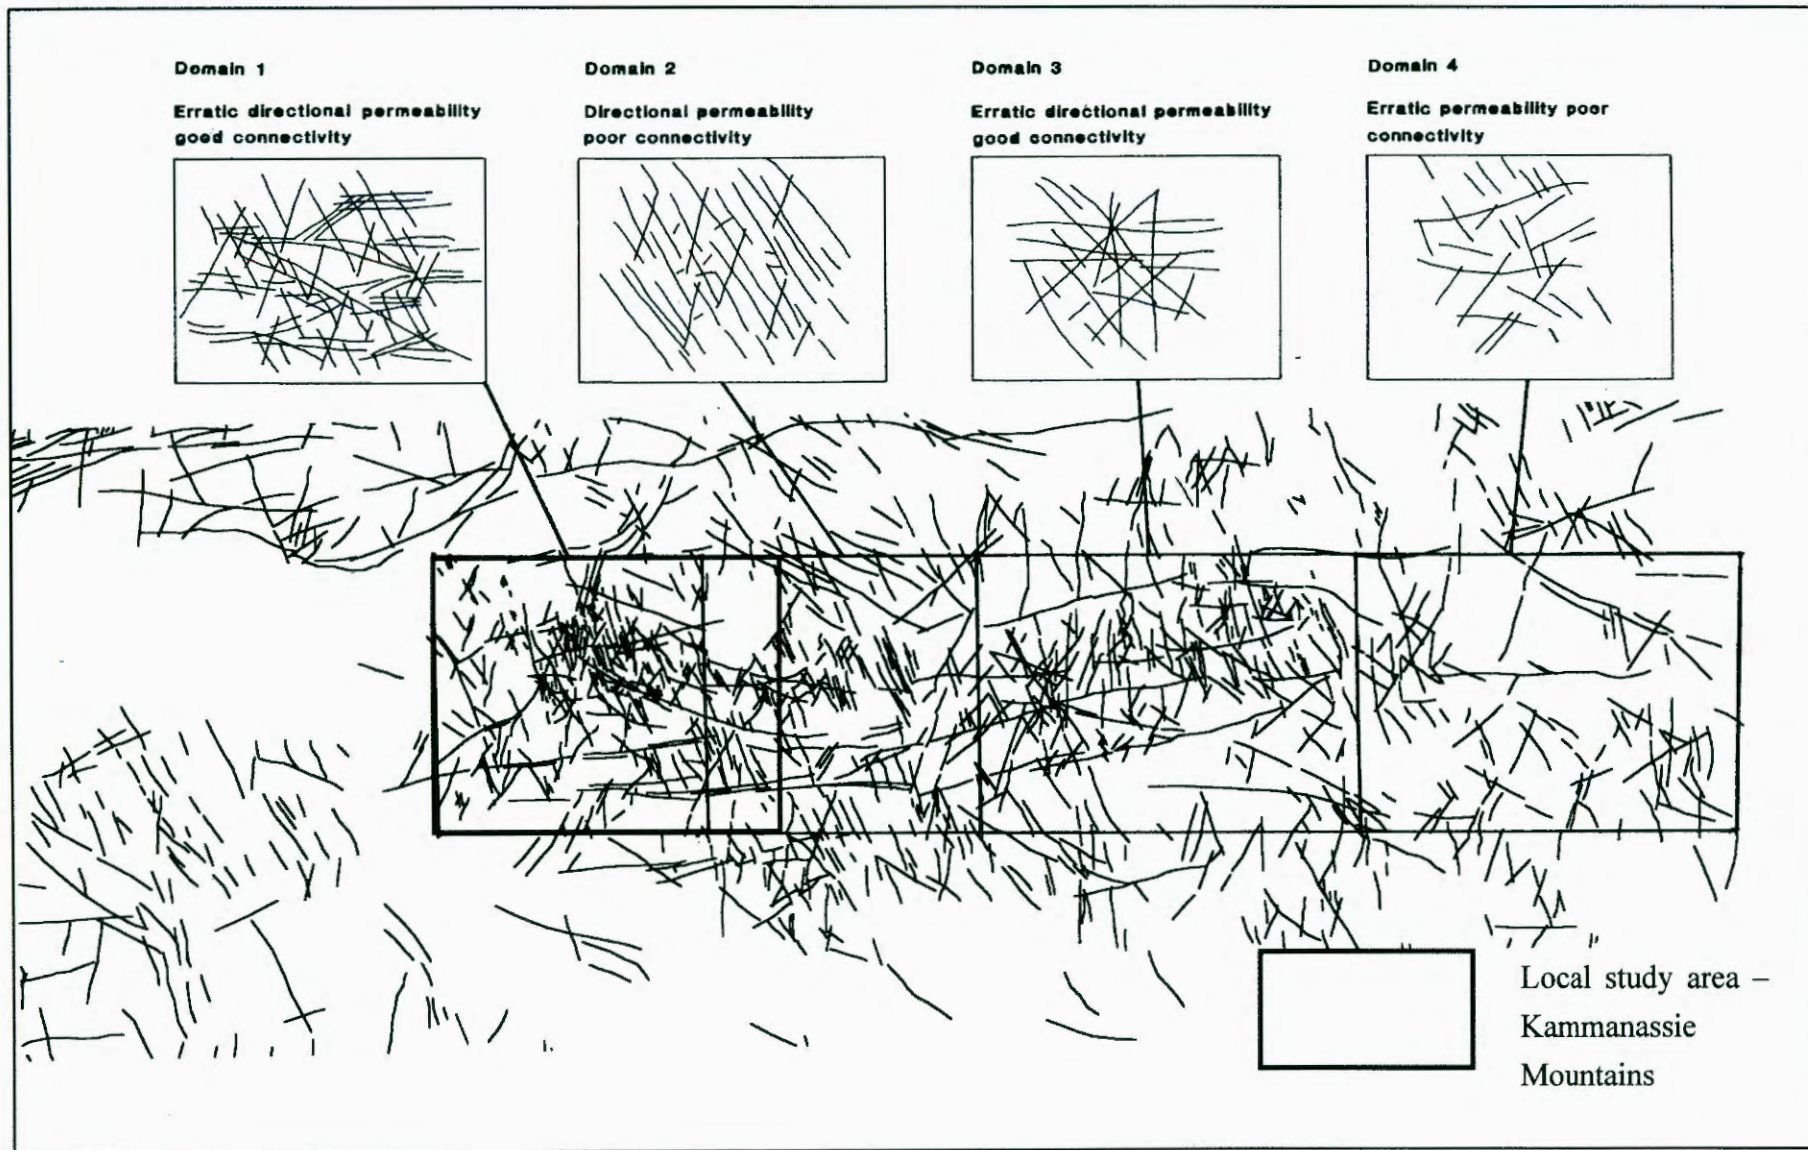 Domain 1
Erratic directional permeability
good connectivity
Domain 2
Directional permeability
poor connectivity
Domain 3
Erratic directional permeability
good connectivity
Domain 4
Erratic permeability poor
connectivity
Local study area –
Kammanassie
Mountains